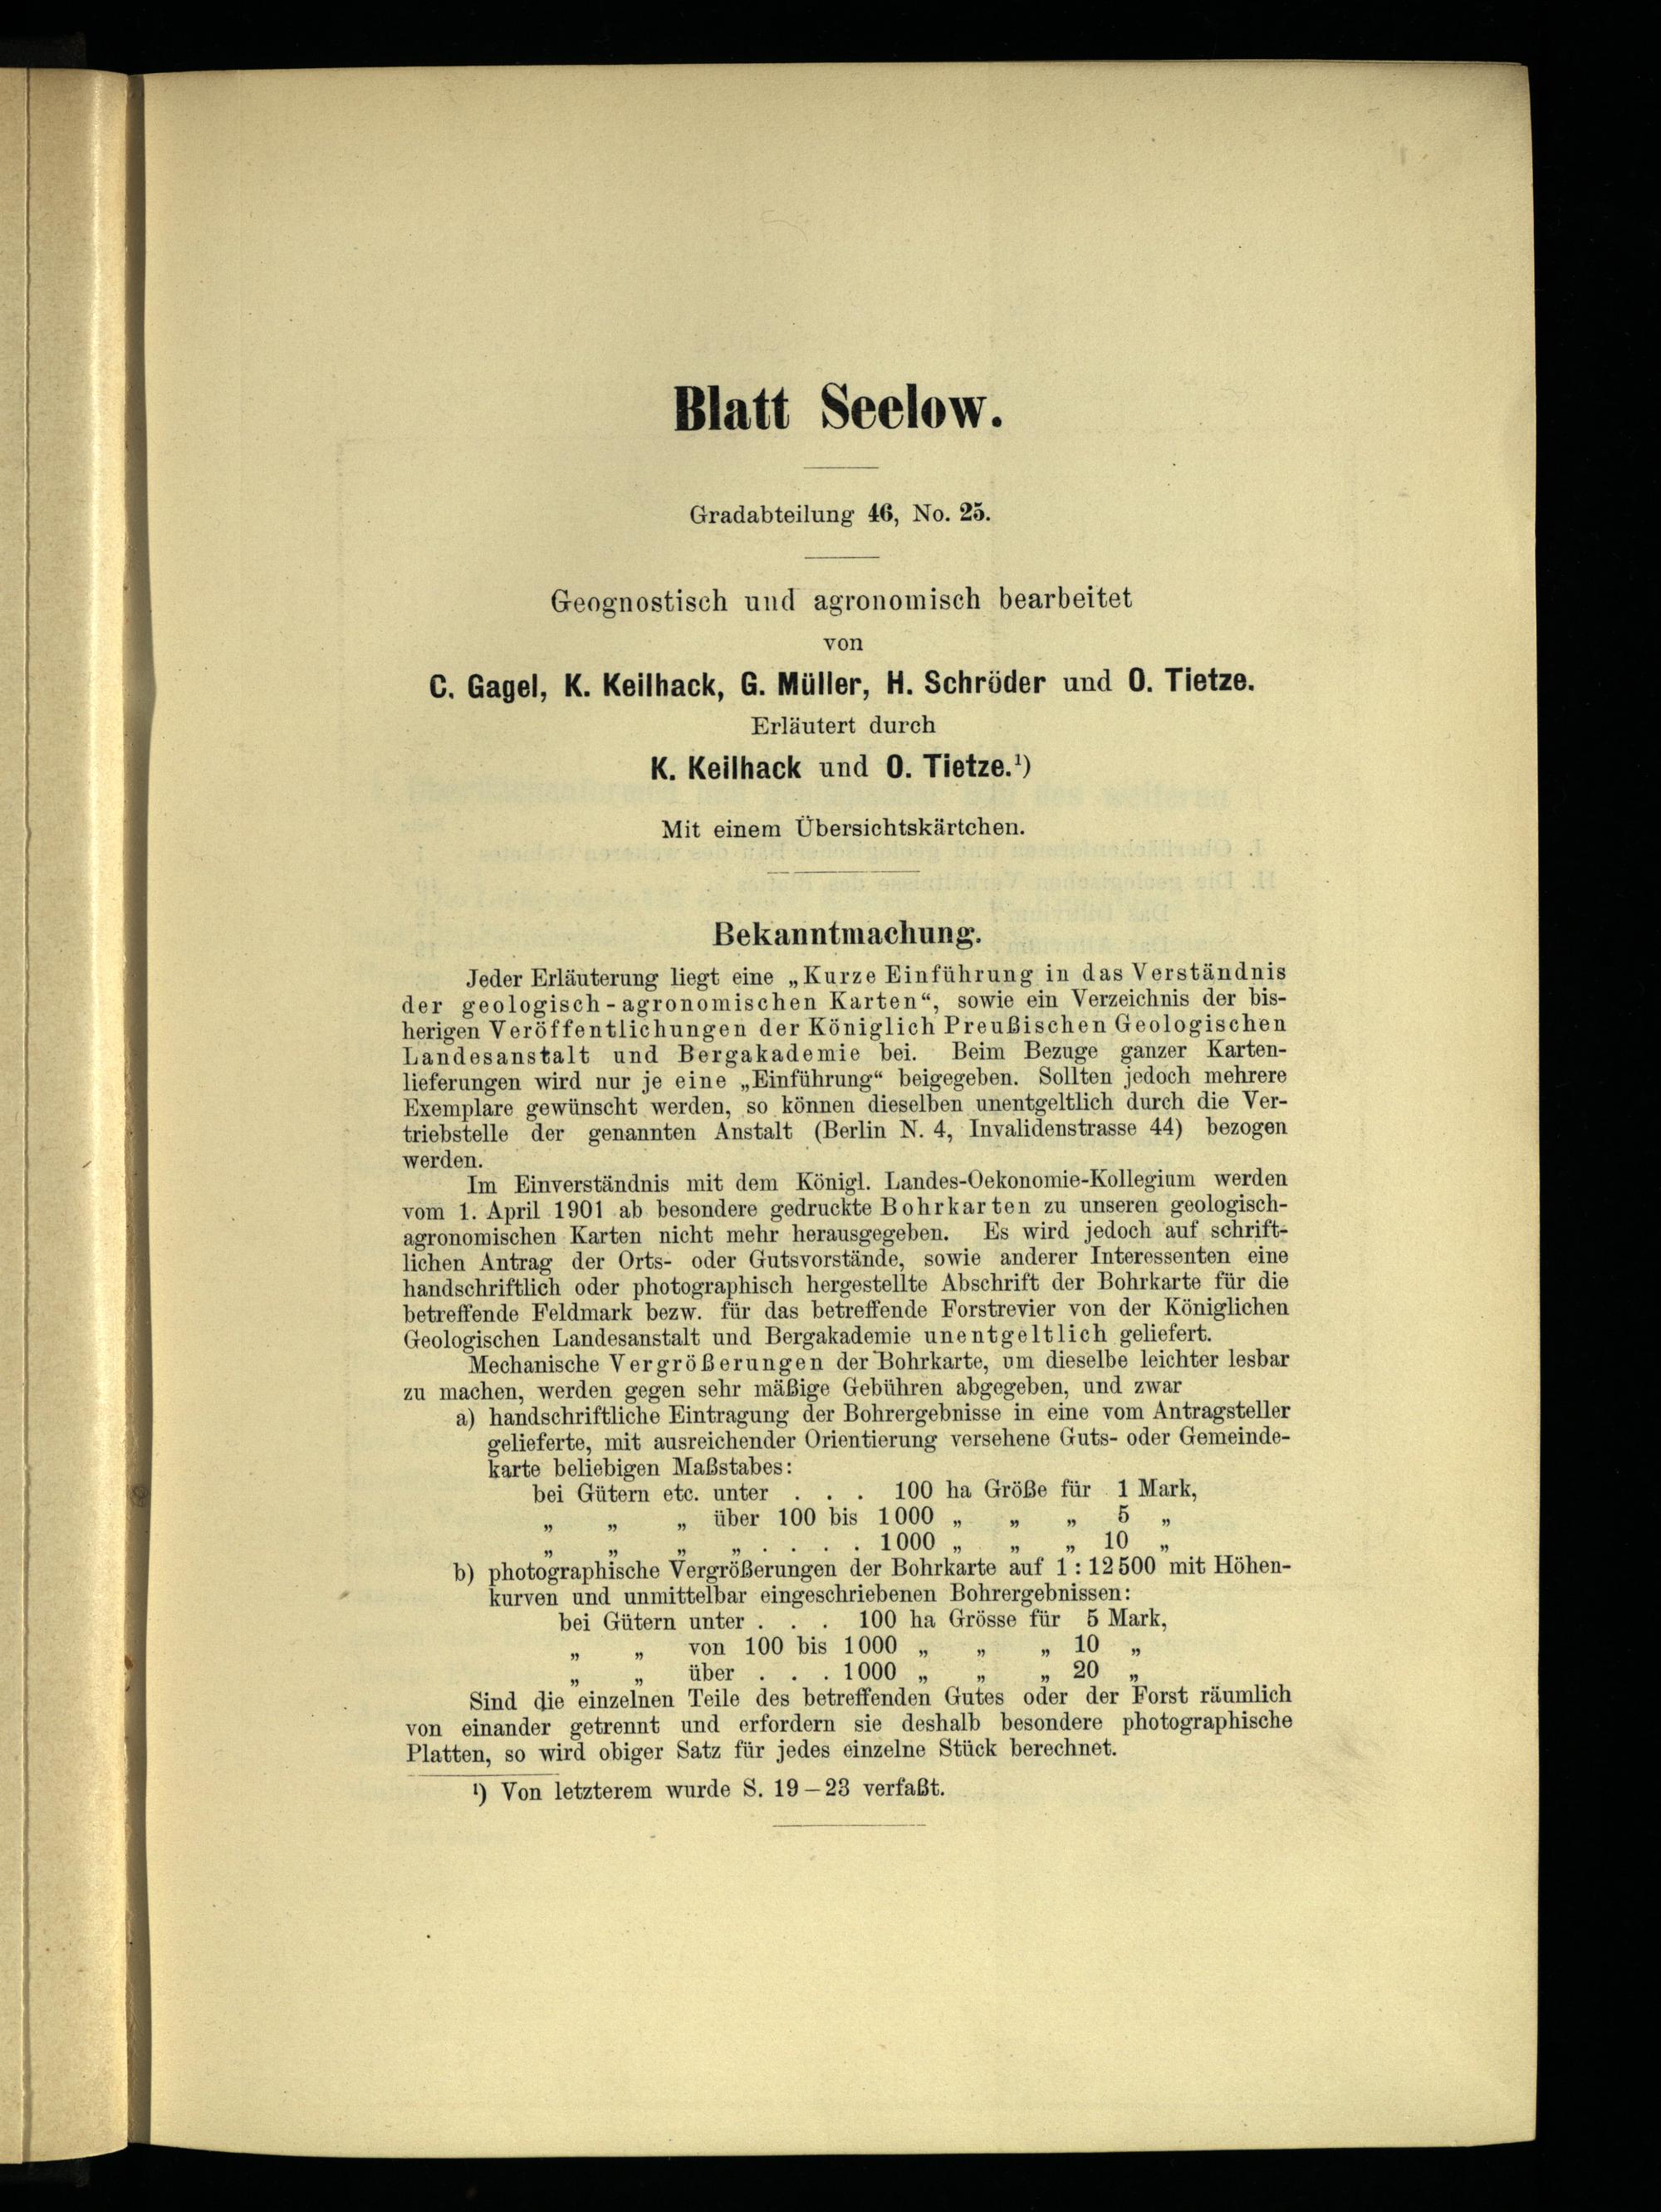 Blatt Seelow.
Gradabteilung 46, No. 25.
Geognostisch und agronomisch bearbeitet
von
C. Gagel, K. Keilhack, G. Müller, H. Schröder und O. Tietze.
Erläutert durch
K. Keilhack und O. Tietze.¹)
Mit einem Übersichtskärtchen.
Bekanntmachung.
Jeder Erläuterung liegt eine „Kurze Einführung in das Verständnis
der geologisch-agronomischen Karten“, sowie ein Verzeichnis der bis-
herigen Veröffentlichungen der Königlich Preußischen Geologischen
Landesanstalt und Bergakademie bei. Beim Bezuge ganzer Karten-
lieferungen wird nur je eine „Einführung“ beigegeben. Sollten jedoch mehrere
Exemplare gewünscht werden, so können dieselben unentgeltlich durch die Ver-
triebstelle der genannten Anstalt (Berlin N. 4, Invalidenstrasse 44) bezogen
werden.
Im Einverständnis mit dem Königl. Landes-Oekonomie-Kollegium werden
vom 1. April 1901 ab besondere gedruckte Bohrkarten zu unseren geologisch-
agronomischen Karten nicht mehr herausgegeben. Es wird jedoch auf schrift-
lichen Antrag der Orts- oder Gutsvorstände, sowie anderer Interessenten eine
handschriftlich oder photographisch hergestellte Abschrift der Bohrkarte für die
betreffende Feldmark bezw. für das betreffende Forstrevier von der Königlichen
Geologischen Landesanstalt und Bergakademie unentgeltlich geliefert.
Mechanische Vergrößerungen der Bohrkarte, um dieselbe leichter lesbar
zu machen, werden gegen sehr mäßige Gebühren abgegeben, und zwar
a) handschriftliche Eintragung der Bohrergebnisse in eine vom Antragsteller
gelieferte, mit ausreichender Orientierung versehene Guts- oder Gemeinde-
karte beliebigen Maßstabes:
bei Gütern etc. unter . . . 100 ha Größe für 1 Mark,
„ „ „ über 100 bis 1000 „ „ „ 5 „
„ „ „ „ . . . . 1000 „ „ „ 10 „
b) photographische Vergrößerungen der Bohrkarte auf 1 : 12500 mit Höhen-
kurven und unmittelbar eingeschriebenen Bohrergebnissen:
bei Gütern unter . . . 100 ha Grösse für 5 Mark,
„ „ von 100 bis 1000 „ „ „ 10 „
„ „ über . . . 1000 „ „ „ 20 „
Sind die einzelnen Teile des betreffenden Gutes oder der Forst räumlich
von einander getrennt und erfordern sie deshalb besondere photographische
Platten, so wird obiger Satz für jedes einzelne Stück berechnet.
¹) Von letzterem wurde S. 19–23 verfaßt.